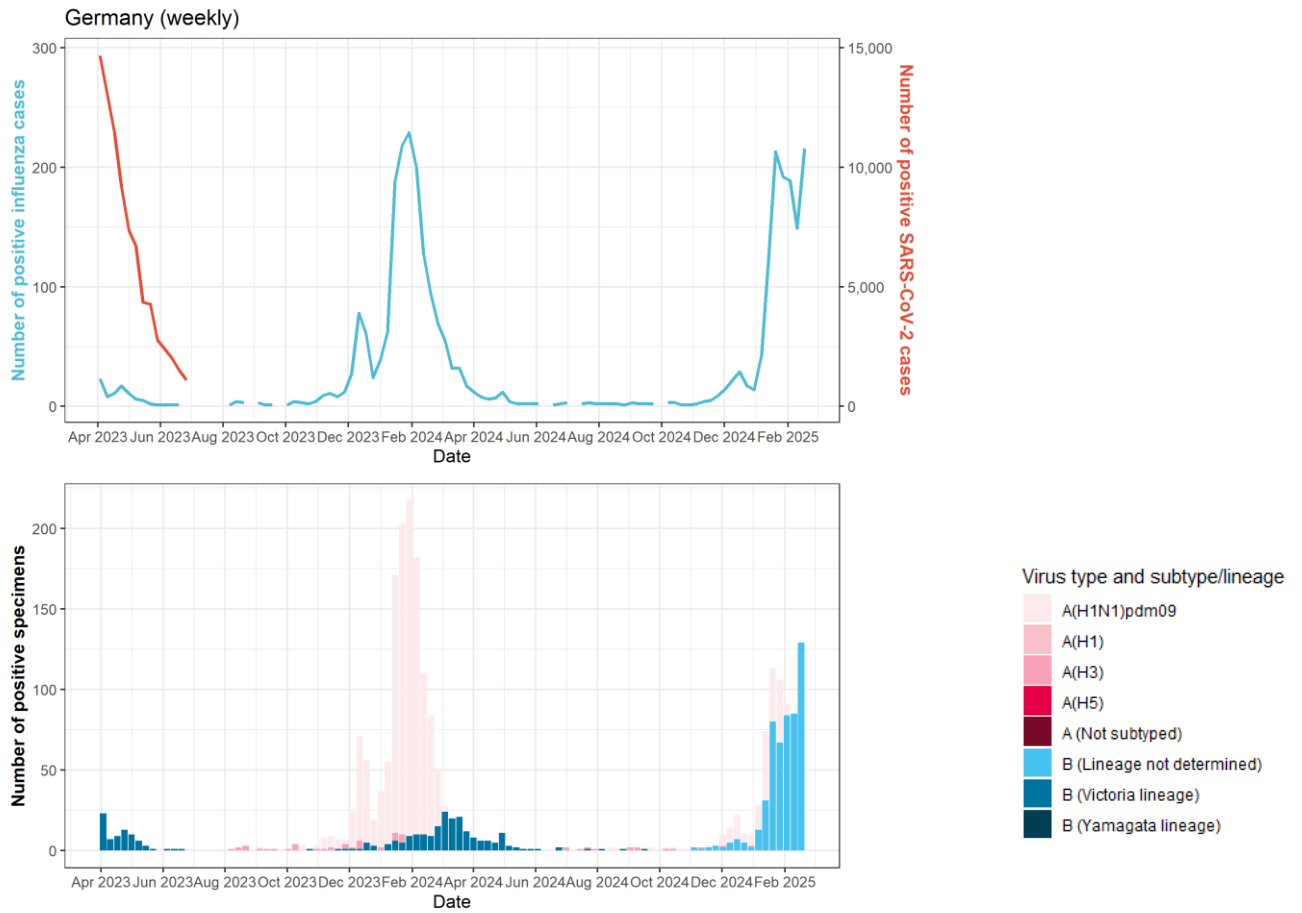 Germany (weekly)
Number of positive influenza cases
300
200
100
0
15,000
10,000
5,000
0
Number of positive SARS-CoV-2 cases
Apr 2023 Jun 2023 Aug 2023 Oct 2023 Dec 2023 Feb 2024 Apr 2024 Jun 2024 Aug 2024 Oct 2024 Dec 2024 Feb 2025
Date
Number of positive specimens
200
150
100
50
0
Apr 2023 Jun 2023 Aug 2023 Oct 2023 Dec 2023 Feb 2024 Apr 2024 Jun 2024 Aug 2024 Oct 2024 Dec 2024 Feb 2025
Date
Virus type and subtype/lineage
A(H1N1)pdm09
A(H1)
A(H3)
A(H5)
A (Not subtyped)
B (Lineage not determined)
B (Victoria lineage)
B (Yamagata lineage)